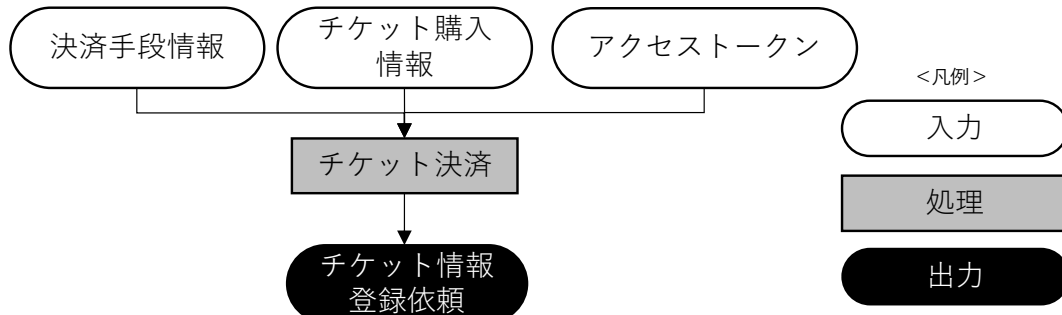 決済手段情報
チケット購入
情報
アクセストークン
チケット決済
チケット情報
登録依頼
<凡例>
入力
処理
出力